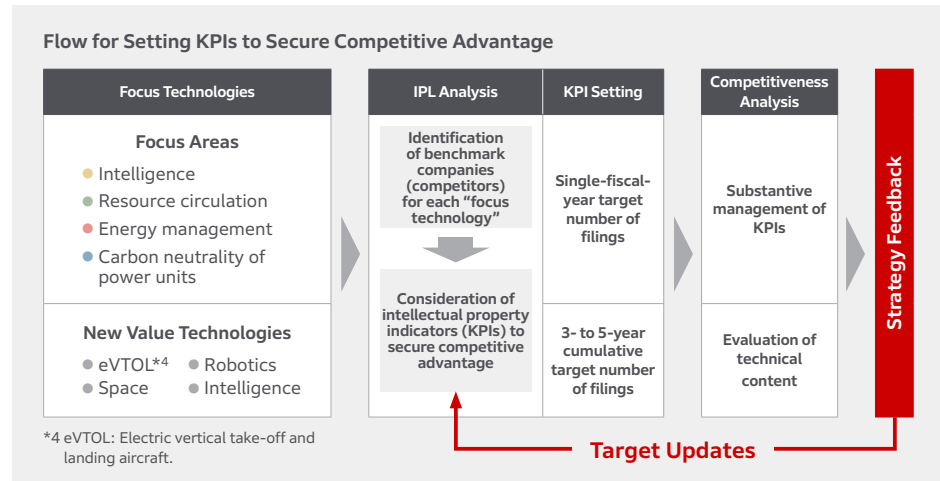 Flow for Setting KPIs to Secure Competitive Advantage
Focus Technologies
Focus Areas
Intelligence
Resource circulation
Energy management
Carbon neutrality of
power units
New Value Technologies
eVTOL*4
Robotics
Space
Intelligence
*4 eVTOL: Electric vertical take-off and
landing aircraft.
IPL Analysis
Identification
of benchmark
companies
(competitors)
for each “focus
technology”
Consideration of
intellectual property
indicators (KPIs) to
secure competitive
advantage
KPI Setting
Single-fiscal-
year target
number of
filings
3- to 5-year
cumulative
target number
of filings
Competitiveness
Analysis
Substantive
management of
KPIs
Evaluation of
technical
content
Strategy Feedback
Target Updates